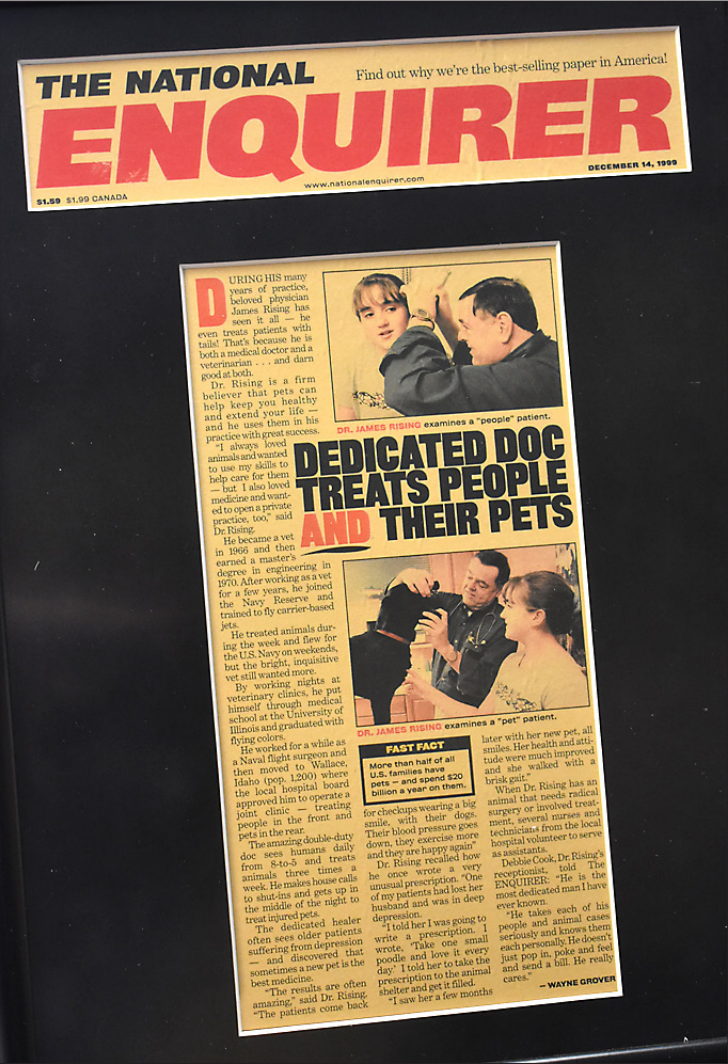 THE NATIONAL
Find out why we're the best-selling paper in America!
ENQUIRER
DECEMBER 14, 1999
www.nationalenquirer.com
$1.59 $1.99 CANADA
DURING HIS many
years of practice,
beloved physician
James Rising has
seen it all — he
even treats patients with
tails! That's because he is
both a medical doctor and a
veterinarian . . . and darn
good at both.
Dr. Rising is a firm
believer that pets can
help keep you healthy
and extend your life —
and he uses them in his
practice with great success.
"I always loved
animals and wanted
to use my skills to
help care for them
— but I also loved
medicine and want-
ed to open a private
practice, too," said
Dr. Rising.
He became a vet
in 1966 and then
earned a master's
degree in engineering in
1970. After working as a vet
for a few years, he joined
the Navy Reserve and
trained to fly carrier-based
jets.
He treated animals dur-
ing the week and flew for
the U.S. Navy on weekends,
but the bright, inquisitive
vet still wanted more.
By working nights at
veterinary clinics, he put
himself through medical
school at the University of
Illinois and graduated with
flying colors.
He worked for a while as
a Naval flight surgeon and
then moved to Wallace,
Idaho (pop. 1,200) where
the local hospital board
approved him to operate a
joint clinic — treating
people in the front and
pets in the rear.
The amazing double-duty
doc sees humans daily
from 8-to-5 and treats
animals three times a
week. He makes house calls
to shut-ins and gets up in
the middle of the night to
treat injured pets.
The dedicated healer
often sees older patients
suffering from depression
— and discovered that
sometimes a new pet is the
best medicine.
"The results are often
amazing," said Dr. Rising.
"The patients come back
DR. JAMES RISING examines a "people" patient.
DEDICATED DOC
TREATS PEOPLE
AND THEIR PETS
DR. JAMES RISING examines a "pet" patient.
FAST FACT
More than half of all
U.S. families have
pets — and spend $20
billion a year on them.
for checkups wearing a big
smile, with their dogs.
Their blood pressure goes
down, they exercise more
and they are happy again"
Dr. Rising recalled how
he once wrote a very
unusual prescription. "One
of my patients had lost her
husband and was in deep
depression.
"I told her I was going to
write a prescription. I
wrote, 'Take one small
poodle and love it every
day.' I told her to take the
prescription to the animal
shelter and get it filled.
"I saw her a few months
later with her new pet, all
smiles. Her health and atti-
tude were much improved
and she walked with a
brisk gait."
When Dr. Rising has an
animal that needs radical
surgery or involved treat-
ment, several nurses and
technicians from the local
hospital volunteer to serve
as assistants.
Debbie Cook, Dr. Rising's
receptionist, told The
ENQUIRER: "He is the
most dedicated man I have
ever known.
"He takes each of his
people and animal cases
seriously and knows them
each personally. He doesn't
just pop in, poke and feel
and send a bill. He really
cares."
— WAYNE GROVER